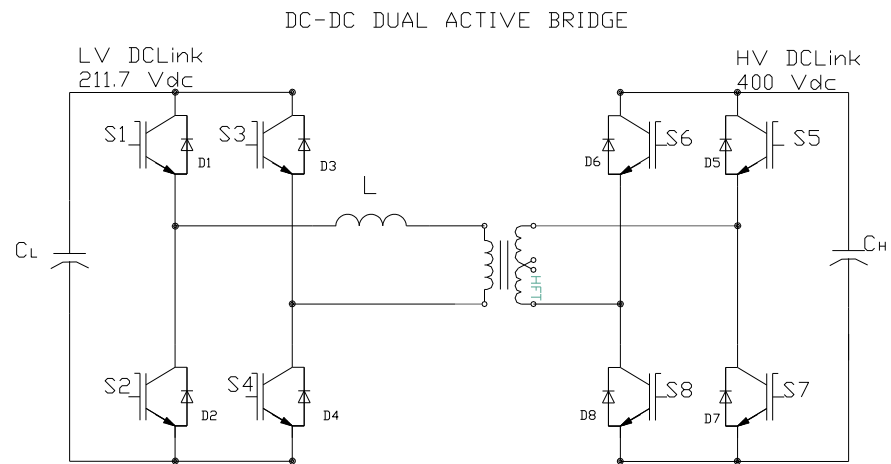 DC-DC DUAL ACTIVE BRIDGE
LV DCLink
211.7 Vdc
HV DCLink
400 Vdc
S1
S3
S6
S5
D1
D3
D6
D5
L
CL
CH
HFT
S2
S4
S8
S7
D2
D4
D8
D7